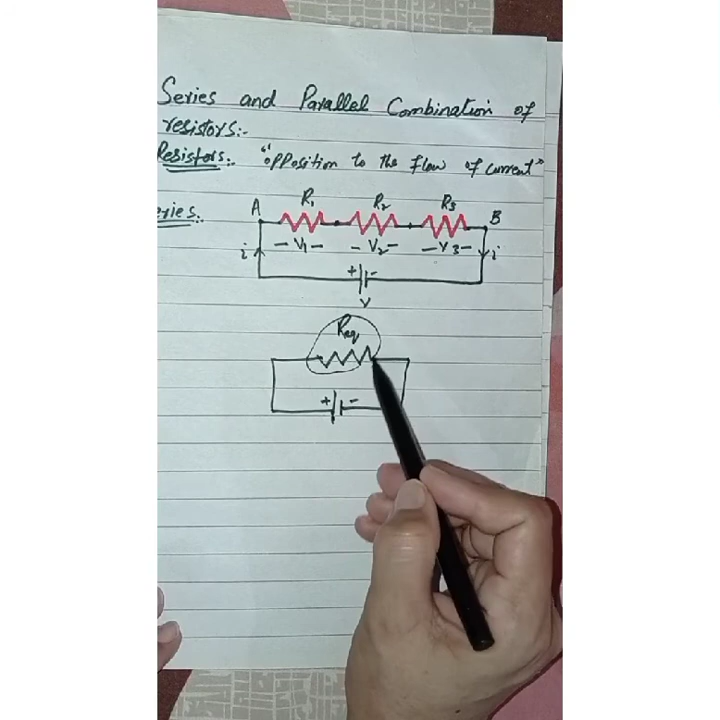 Series and Parallel Combination of
resistors:-
Resistors:. "opposition to the flow of current"
eries.
R₁ R₂ R₃
A B
- V₁ - - V₂ - - V₃ -
i i
+ -
V
Req
+ -